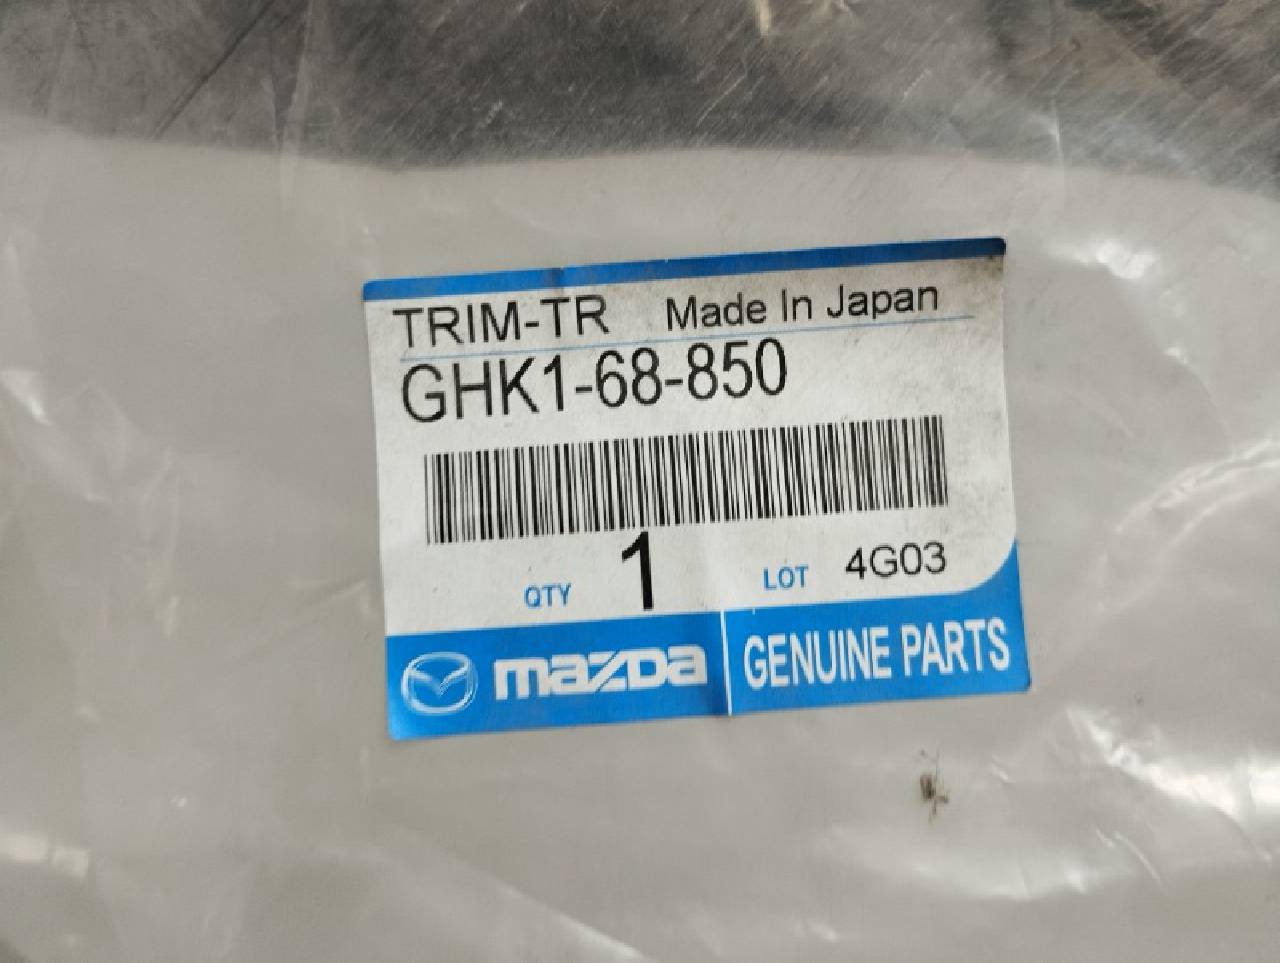 TRIM-TR Made In Japan
GHK1-68-850
QTY 1 LOT 4G03
mazda GENUINE PARTS